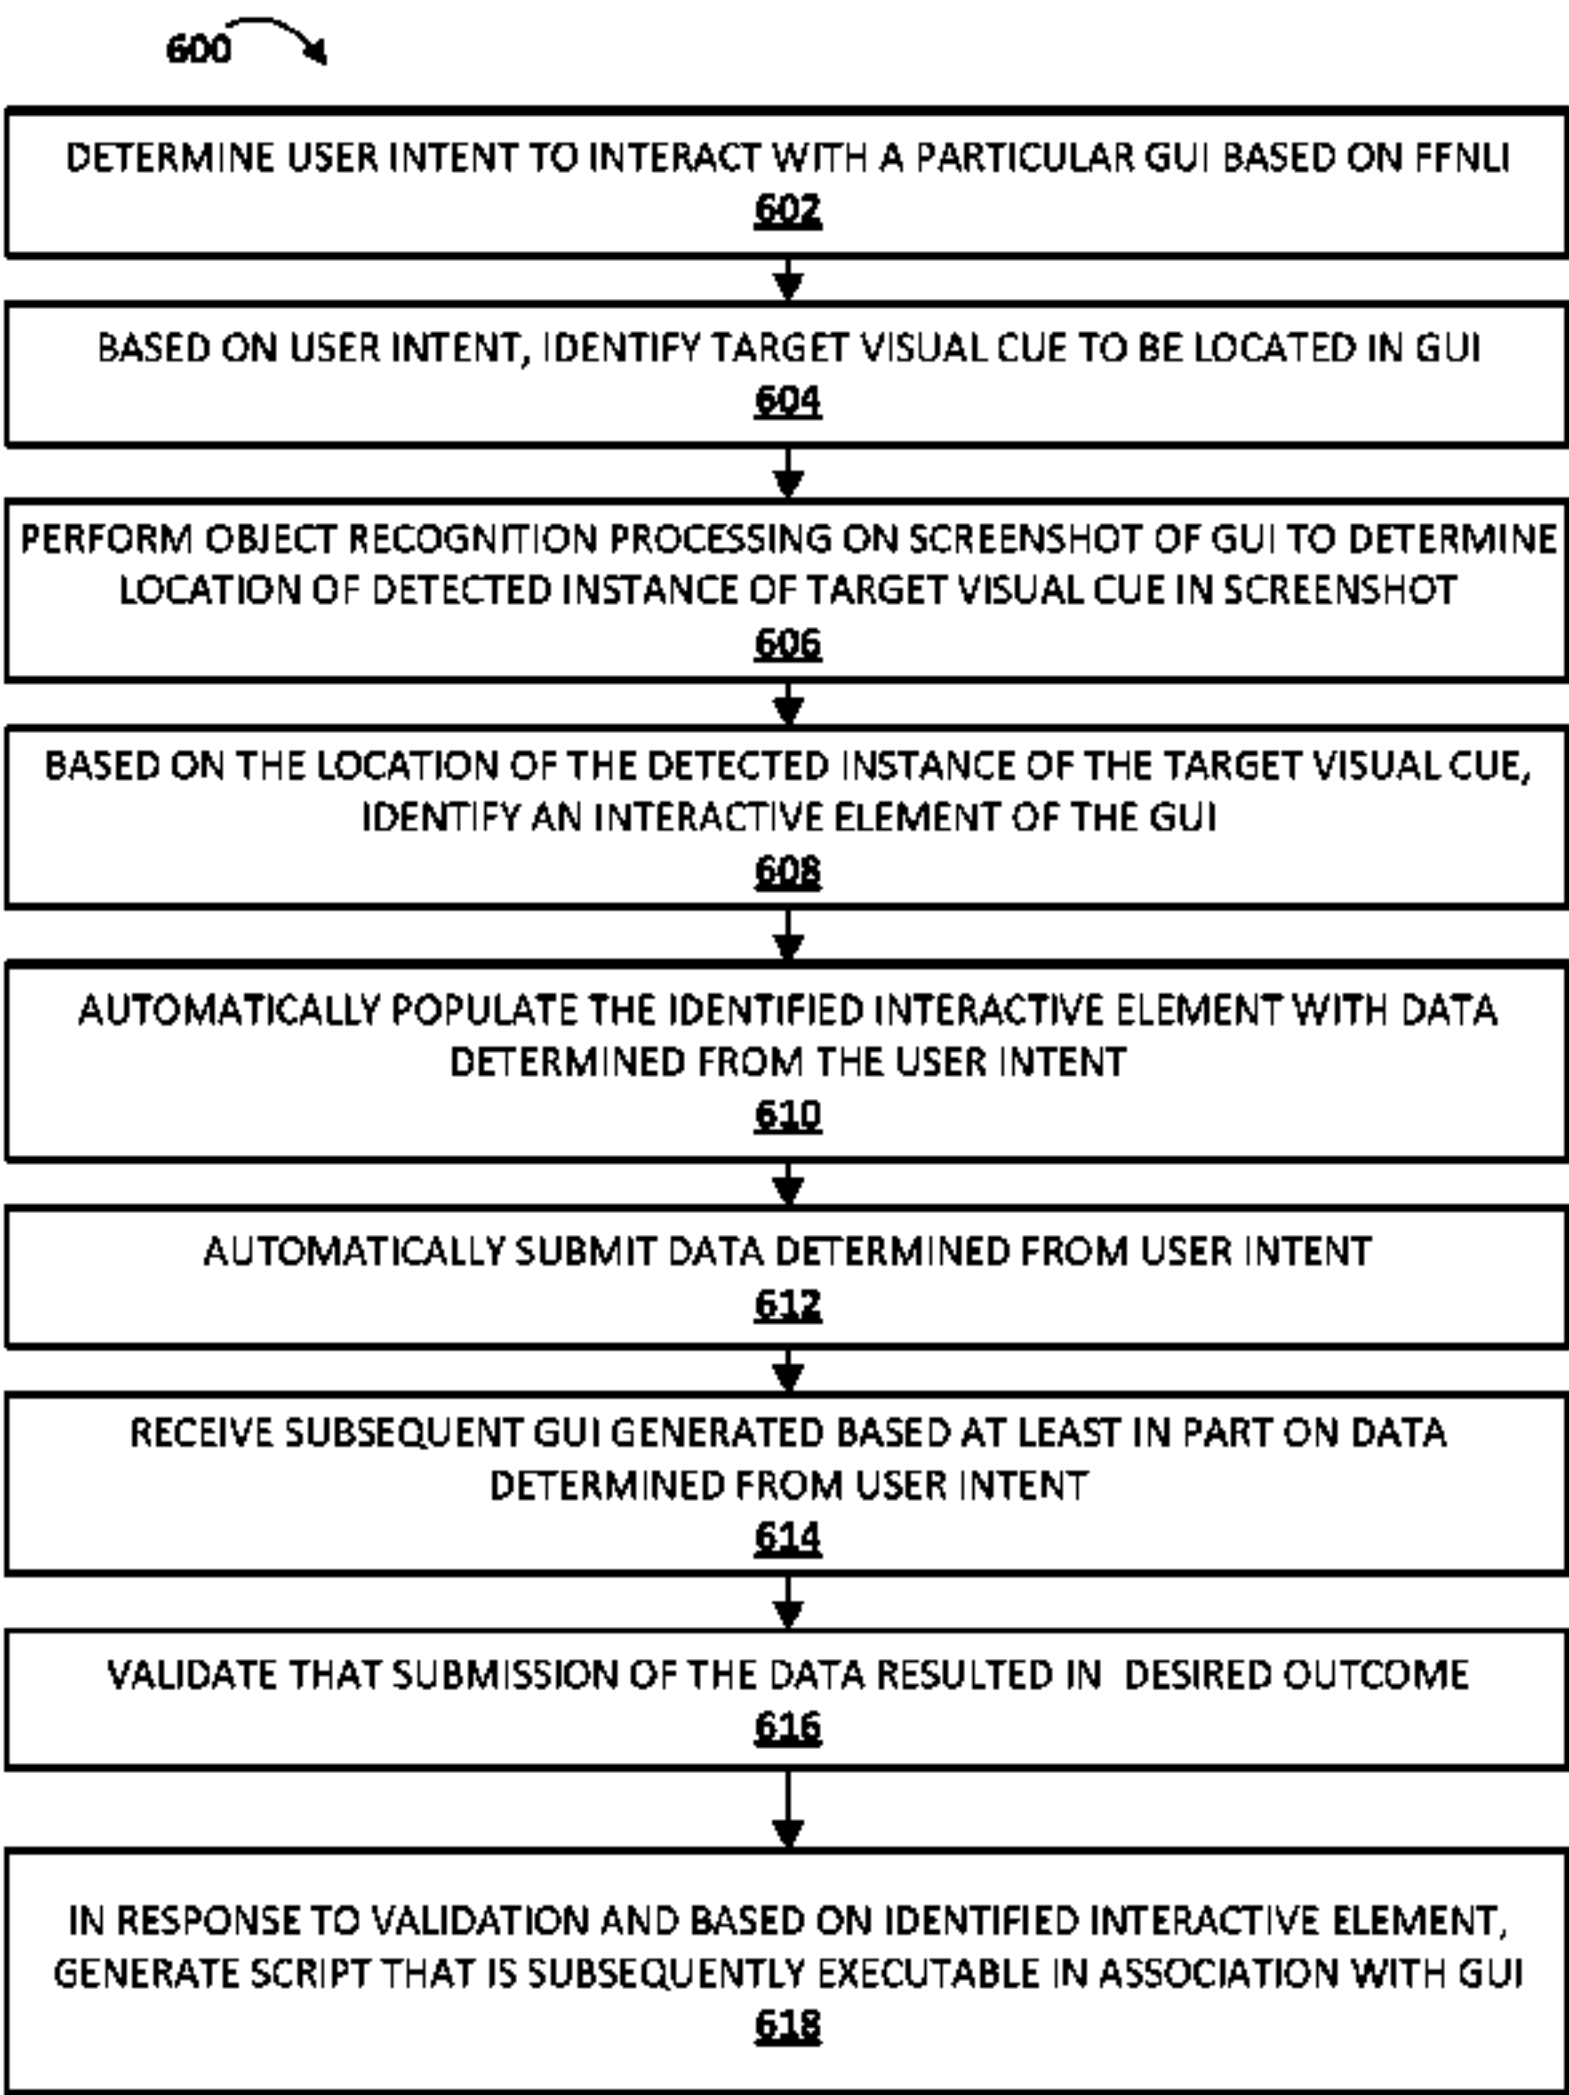 600
DETERMINE USER INTENT TO INTERACT WITH A PARTICULAR GUI BASED ON FFNLI
602
BASED ON USER INTENT, IDENTIFY TARGET VISUAL CUE TO BE LOCATED IN GUI
604
PERFORM OBJECT RECOGNITION PROCESSING ON SCREENSHOT OF GUI TO DETERMINE
LOCATION OF DETECTED INSTANCE OF TARGET VISUAL CUE IN SCREENSHOT
606
BASED ON THE LOCATION OF THE DETECTED INSTANCE OF THE TARGET VISUAL CUE,
IDENTIFY AN INTERACTIVE ELEMENT OF THE GUI
608
AUTOMATICALLY POPULATE THE IDENTIFIED INTERACTIVE ELEMENT WITH DATA
DETERMINED FROM THE USER INTENT
610
AUTOMATICALLY SUBMIT DATA DETERMINED FROM USER INTENT
612
RECEIVE SUBSEQUENT GUI GENERATED BASED AT LEAST IN PART ON DATA
DETERMINED FROM USER INTENT
614
VALIDATE THAT SUBMISSION OF THE DATA RESULTED IN DESIRED OUTCOME
616
IN RESPONSE TO VALIDATION AND BASED ON IDENTIFIED INTERACTIVE ELEMENT,
GENERATE SCRIPT THAT IS SUBSEQUENTLY EXECUTABLE IN ASSOCIATION WITH GUI
618